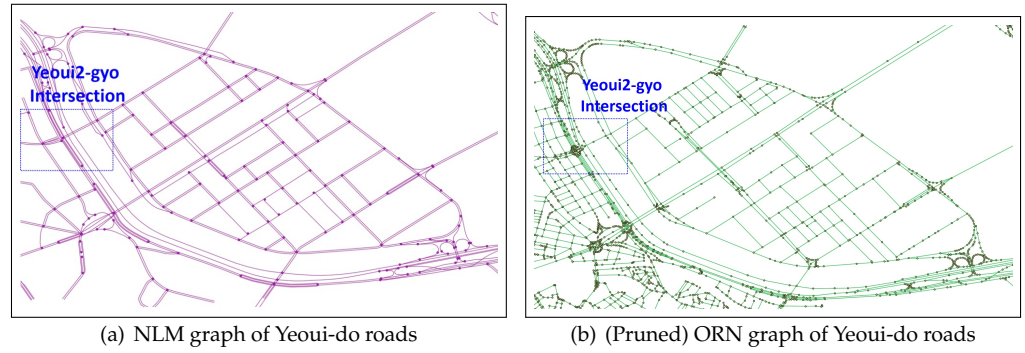 Yeoui2-gyo
Intersection
Yeoui2-gyo
Intersection
(a) NLM graph of Yeoui-do roads
(b) (Pruned) ORN graph of Yeoui-do roads